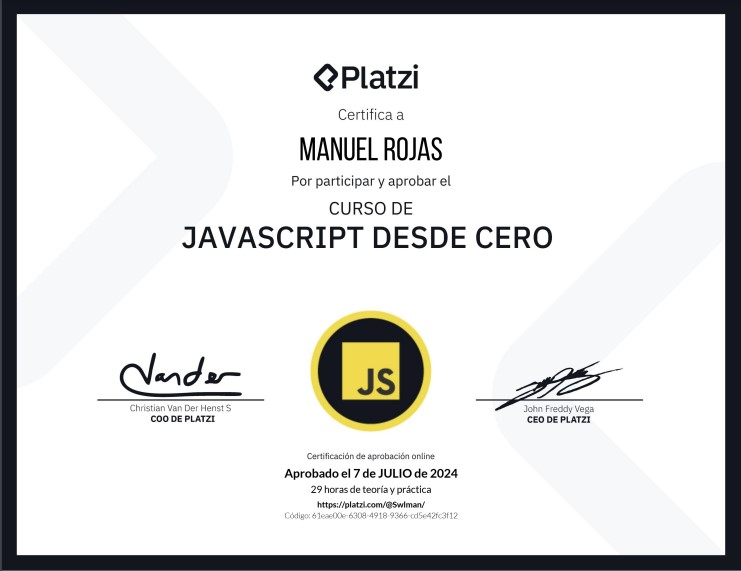 Platzi
Certifica a
MANUEL ROJAS
Por participar y aprobar el
CURSO DE
JAVASCRIPT DESDE CERO
JS
Vander
Christian Van Der Henst S
COO DE PLATZI
John Freddy Vega
CEO DE PLATZI
Certificación de aprobación online
Aprobado el 7 de JULIO de 2024
29 horas de teoría y práctica
https://platzi.com/@Swlman/
Código: 61eae00e-6308-4918-9366-cd5e42fc3f12